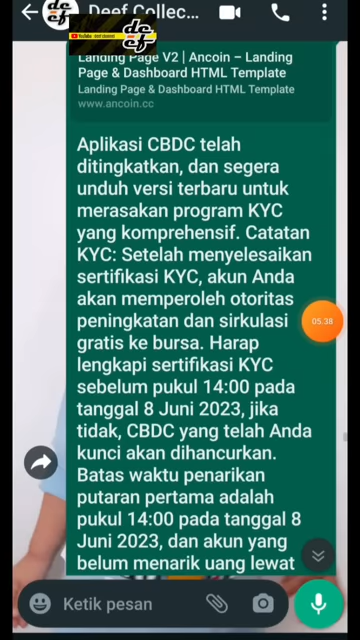 Deef Collec...
deef
YouTube : deef channel
deef
Landing Page V2 | Ancoin – Landing
Page & Dashboard HTML Template
Landing Page & Dashboard HTML Template
www.ancoin.cc
Aplikasi CBDC telah
ditingkatkan, dan segera
unduh versi terbaru untuk
merasakan program KYC
yang komprehensif. Catatan
KYC: Setelah menyelesaikan
sertifikasi KYC, akun Anda
akan memperoleh otoritas
peningkatan dan sirkulasi
gratis ke bursa. Harap
lengkapi sertifikasi KYC
sebelum pukul 14:00 pada
tanggal 8 Juni 2023, jika
tidak, CBDC yang telah Anda
kunci akan dihancurkan.
Batas waktu penarikan
putaran pertama adalah
pukul 14:00 pada tanggal 8
Juni 2023, dan akun yang
belum menarik uang lewat
05:38
Ketik pesan